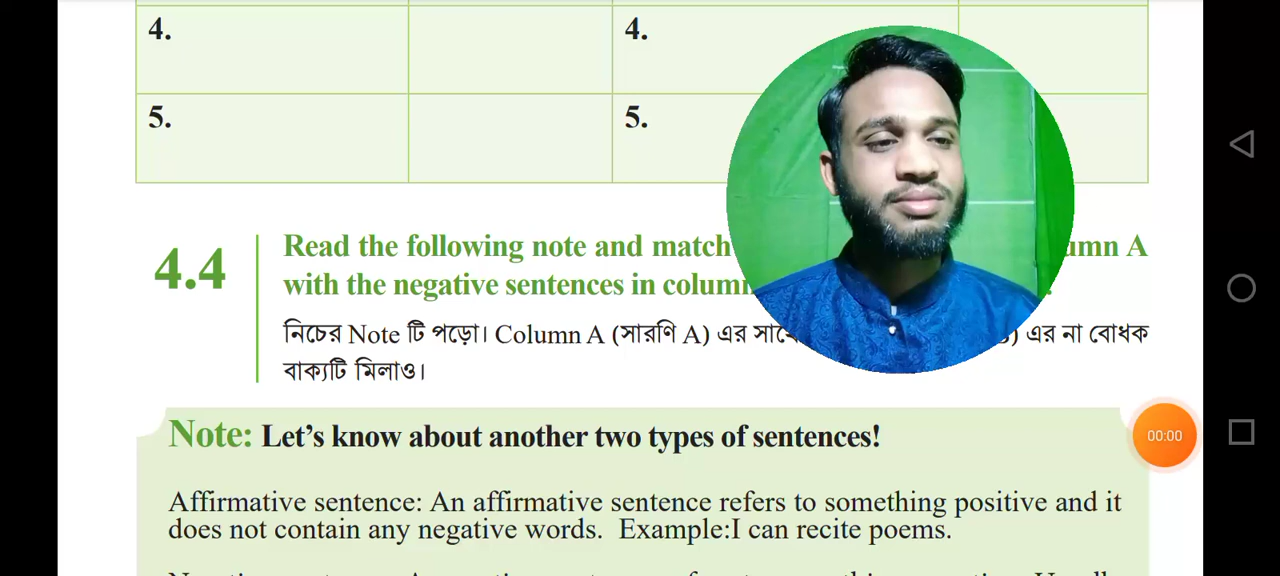 4. 4.
5. 5.
4.4
Read the following note and match umn A
with the negative sentences in colum
নিচের Note টি পড়ো। Column A (সারণি A) এর এর না বোধক
বাক্যটি মিলাও।
Note: Let's know about another two types of sentences!
00:00
Affirmative sentence: An affirmative sentence refers to something positive and it
does not contain any negative words. Example:I can recite poems.